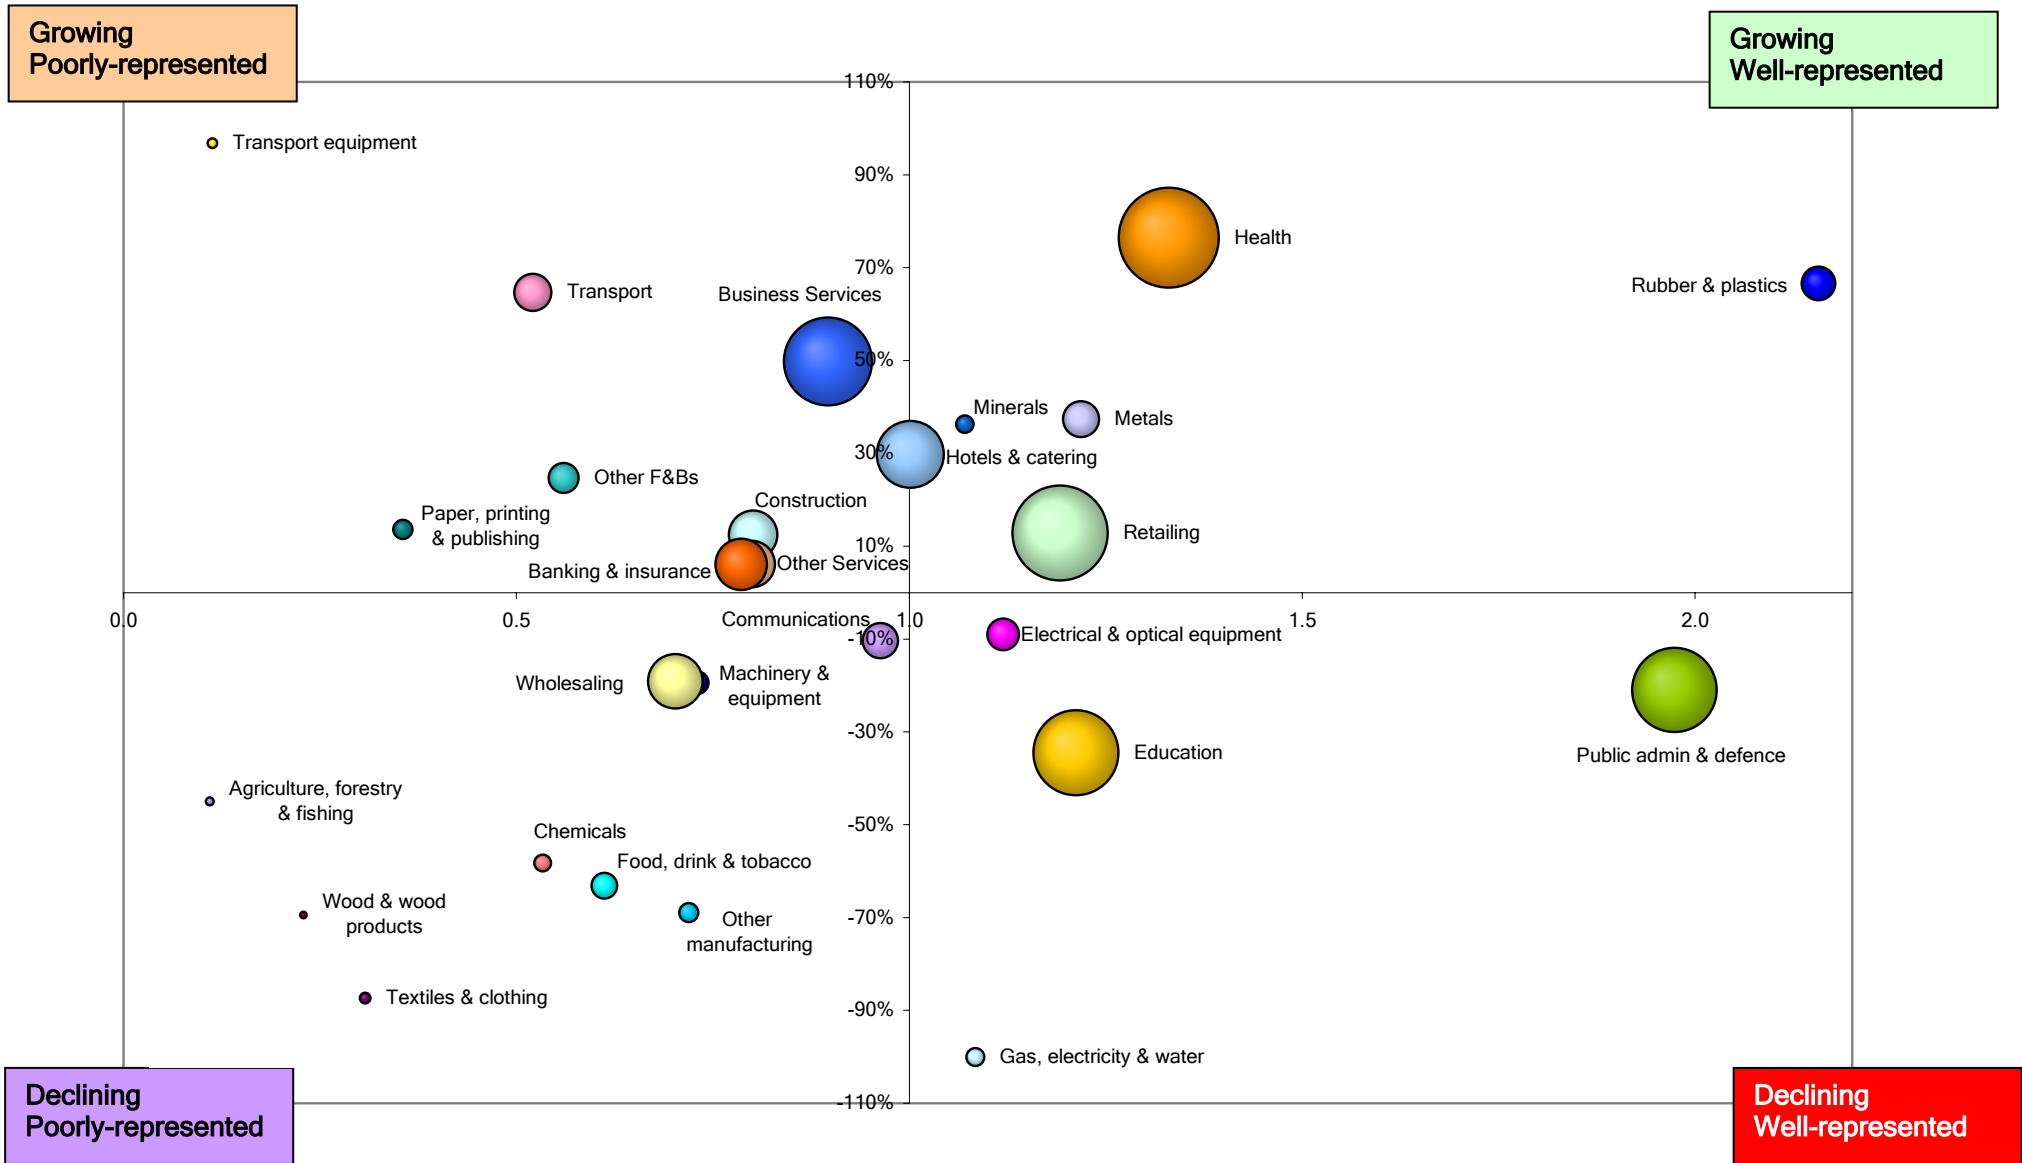 Growing
Poorly-represented
Growing
Well-represented
110%
Transport equipment
90%
Health
70%
Rubber & plastics
Transport
Business Services
50%
Minerals
Metals
30%
Hotels & catering
Other F&Bs
Construction
Paper, printing
& publishing
Retailing
10%
Other Services
Banking & insurance
0.0
0.5
Communications
1.0
1.5
2.0
-10%
Electrical & optical equipment
Wholesaling
Machinery &
equipment
-30%
Education
Public admin & defence
Agriculture, forestry
& fishing
-50%
Chemicals
Food, drink & tobacco
Wood & wood
products
-70%
Other
manufacturing
Textiles & clothing
-90%
Gas, electricity & water
-110%
Declining
Poorly-represented
Declining
Well-represented